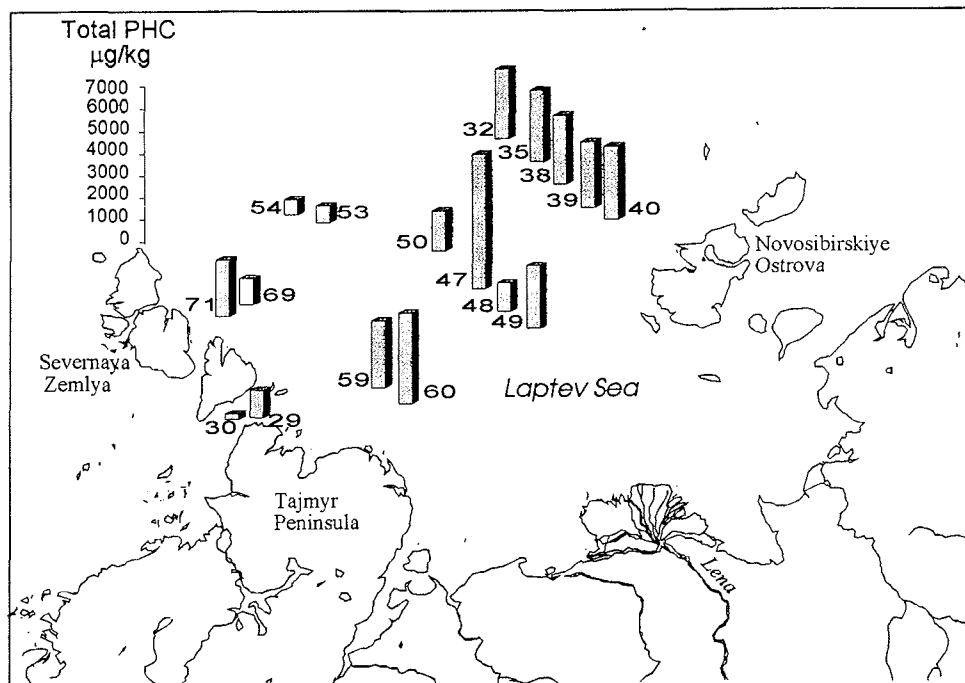 Total PHC
µg/kg
7000
6000
5000
4000
3000
2000
1000
0
32
35
38
39
40
54
53
50
47
48
49
71
69
59
60
30
29
Novosibirskiye
Ostrova
Severnaya
Zemlya
Laptev Sea
Tajmyr
Peninsula
Lena